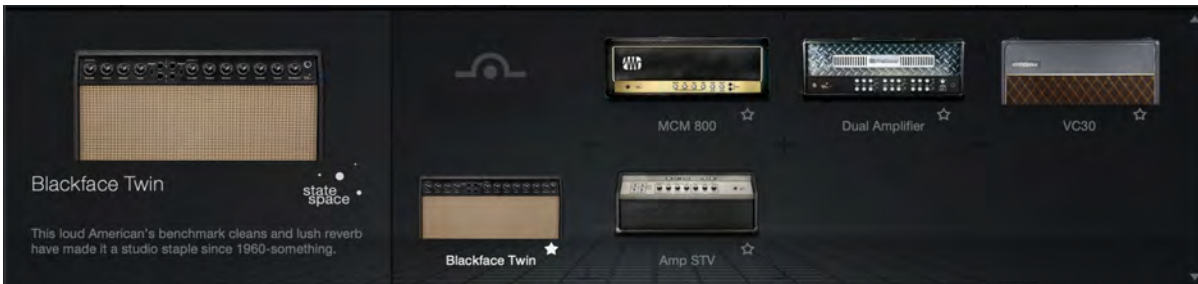 Blackface Twin
state
space
This loud American's benchmark cleans and lush reverb
have made it a studio staple since 1960-something.
MCM 800
Dual Amplifier
VC30
Blackface Twin
Amp STV